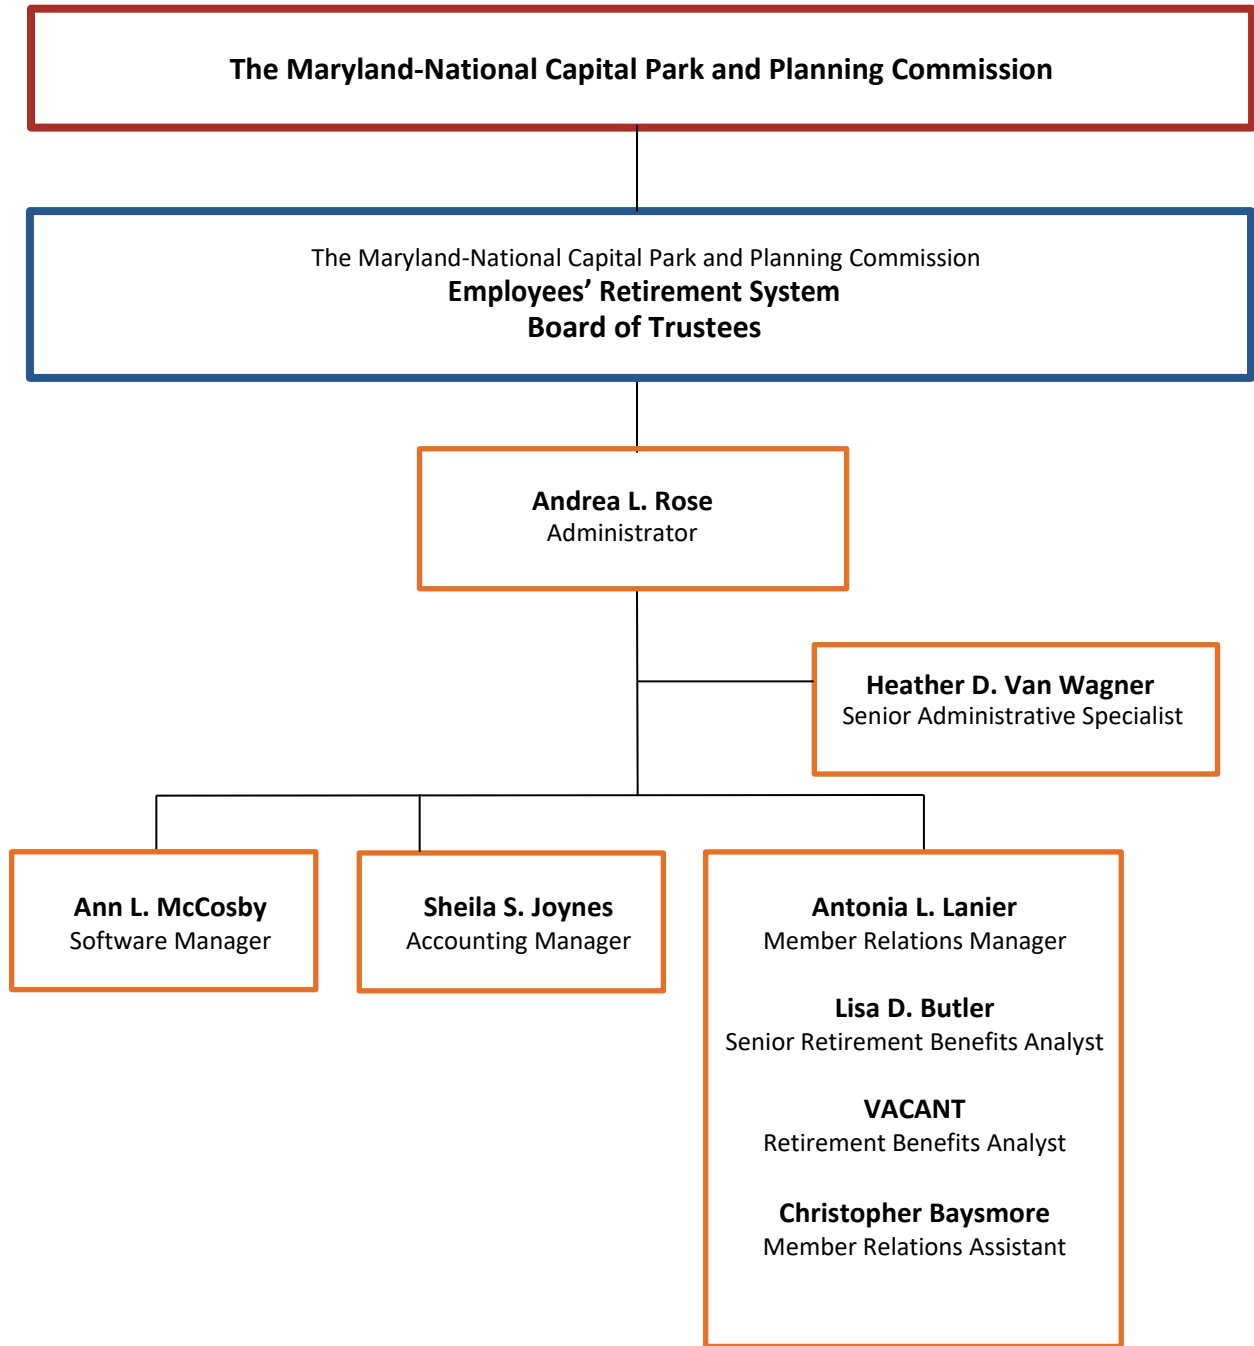 The Maryland-National Capital Park and Planning Commission
The Maryland-National Capital Park and Planning Commission
Employees’ Retirement System
Board of Trustees
Andrea L. Rose
Administrator
Heather D. Van Wagner
Senior Administrative Specialist
Ann L. McCosby
Software Manager
Sheila S. Joynes
Accounting Manager
Antonia L. Lanier
Member Relations Manager
Lisa D. Butler
Senior Retirement Benefits Analyst
VACANT
Retirement Benefits Analyst
Christopher Baysmore
Member Relations Assistant